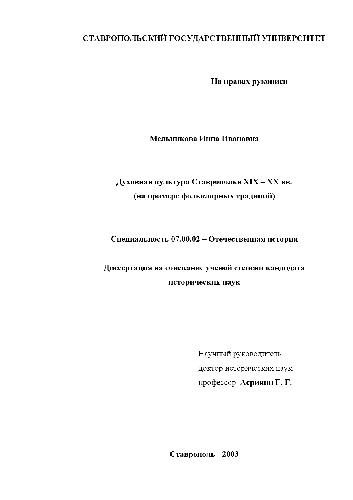 СТАВРОПОЛЬСКИЙ ГОСУДАРСТВЕННЫЙ УНИВЕРСИТЕТ
На правах рукописи
Мельникова Инна Ивановна
Духовная культура Ставрополья XIX – XX вв.
(на примере фольклорных традиций)
Специальность 07.00.02 – Отечественная история
Диссертация на соискание ученой степени кандидата
исторических наук
Научный руководитель
доктор исторических наук
профессор Аерикян Г. Г.
Ставрополь 2003